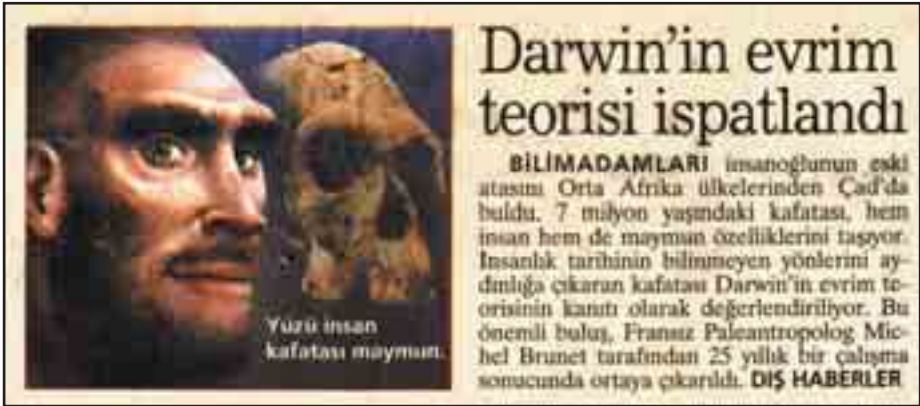 Darwin'in evrim
teorisi ispatlandı
BİLİMADAMLARI insanoğlunun eski
atasını Orta Afrika ülkelerinden Çad'da
buldu. 7 milyon yaşındaki kafatası, hem
insan hem de maymun özelliklerini taşıyor.
İnsanlık tarihinin bilinmeyen yönlerini ay-
dınlığa çıkaran kafatası Darwin'in evrim te-
orisinin kanıtı olarak değerlendiriliyor. Bu
önemli buluş, Fransız Paleantropolog Mic-
hel Brunet tarafından 25 yıllık bir çalışma
sonucunda ortaya çıkarıldı. DIŞ HABERLER
Yüzü insan
kafatası maymun.